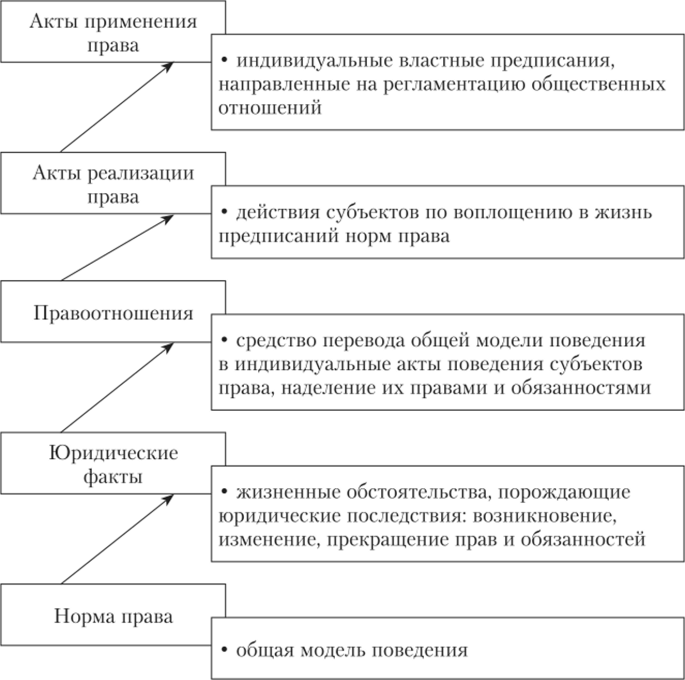 Акты применения
права
• индивидуальные властные предписания,
направленные на регламентацию общественных
отношений
Акты реализации
права
• действия субъектов по воплощению в жизнь
предписаний норм права
Правоотношения
• средство перевода общей модели поведения
в индивидуальные акты поведения субъектов
права, наделение их правами и обязанностями
Юридические
факты
• жизненные обстоятельства, порождающие
юридические последствия: возникновение,
изменение, прекращение прав и обязанностей
Норма права
• общая модель поведения